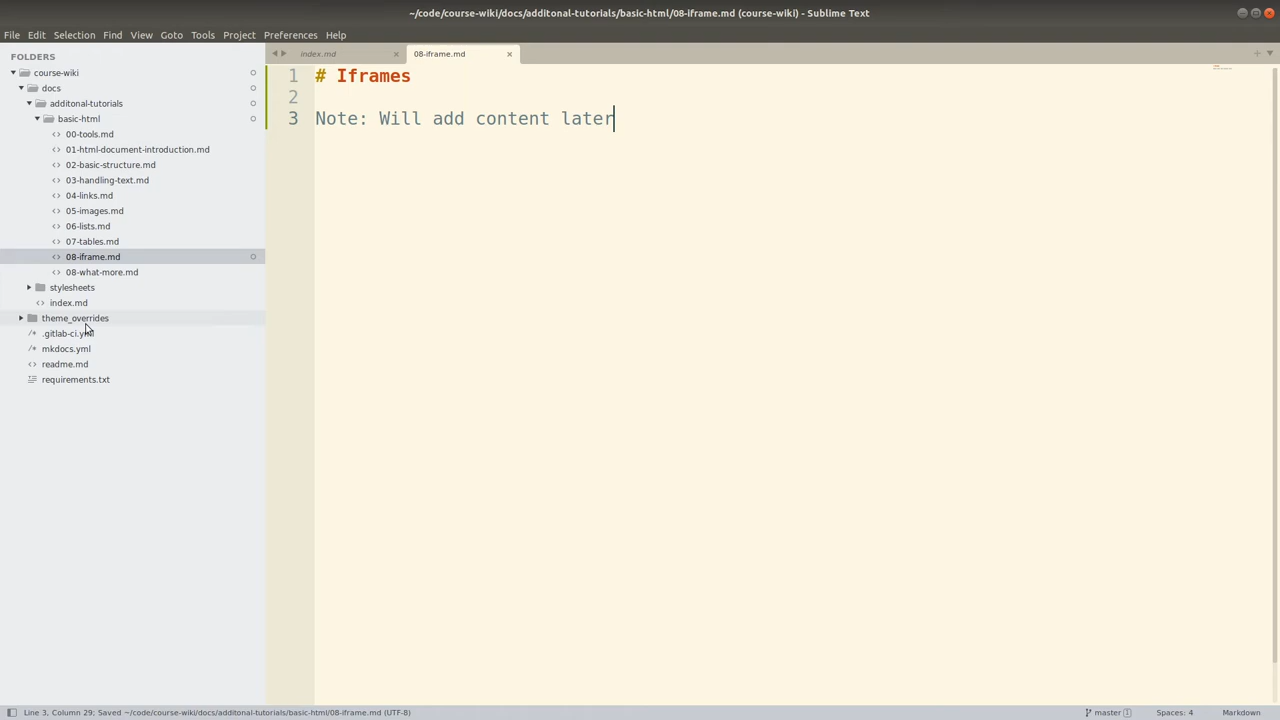 ~/code/course-wiki/docs/additonal-tutorials/basic-html/08-iframe.md (course-wiki) - Sublime Text
File Edit Selection Find View Goto Tools Project Preferences Help
FOLDERS
course-wiki
docs
additonal-tutorials
basic-html
00-tools.md
01-html-document-introduction.md
02-basic-structure.md
03-handling-text.md
04-links.md
05-images.md
06-lists.md
07-tables.md
08-iframe.md
08-what-more.md
stylesheets
index.md
theme_overrides
.gitlab-ci.yml
mkdocs.yml
readme.md
requirements.txt
index.md
08-iframe.md
1 # Iframes
2
3 Note: Will add content later
Line 3, Column 29; Saved ~/code/course-wiki/docs/additonal-tutorials/basic-html/08-iframe.md (UTF-8)
master
Spaces: 4
Markdown